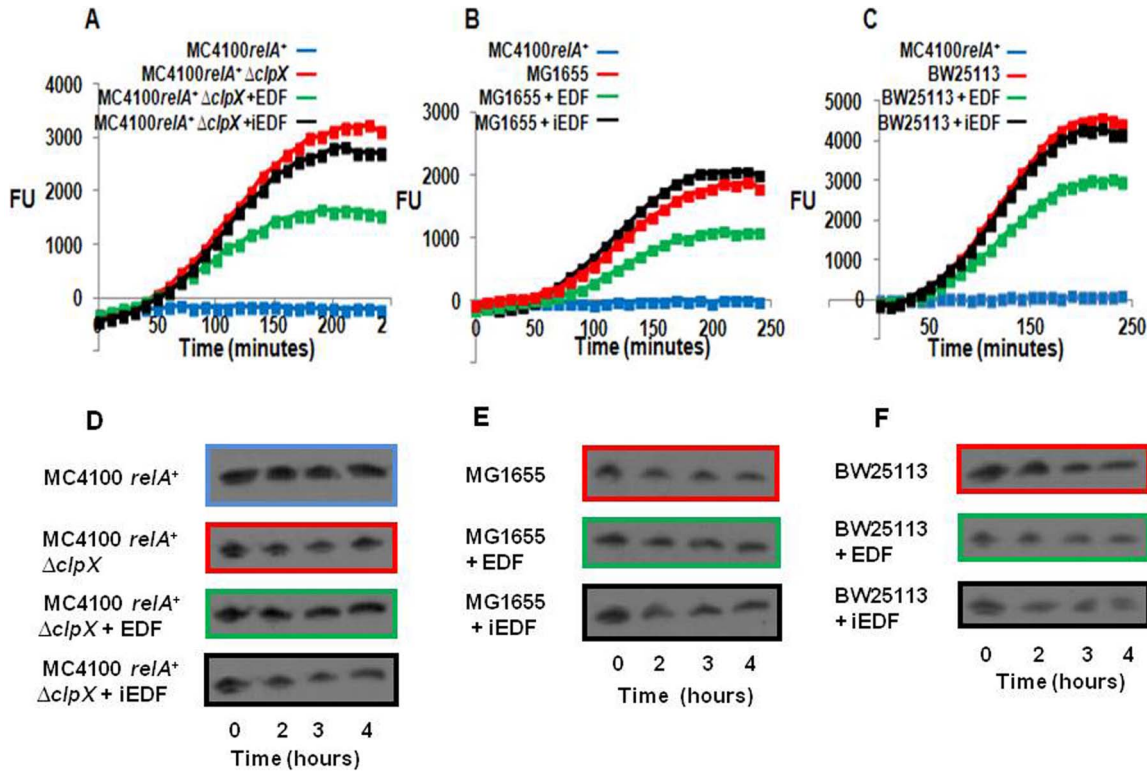 A
MC4100relA⁺
MC4100relA⁺ ΔclpX
MC4100relA⁺ ΔclpX+EDF
MC4100relA⁺ ΔclpX+iEDF
4000
3000
2000
1000
0
FU
50
100
150
200
2
Time (minutes)
B
MC4100relA⁺
MG1655
MG1655 + EDF
MG1655 + iEDF
3000
2000
1000
0
FU
0
50
100
150
200
250
Time (minutes)
C
MC4100relA⁺
BW25113
BW25113 + EDF
BW25113 + iEDF
5000
4000
3000
2000
1000
0
FU
50
150
250
Time (minutes)
D
MC4100 relA⁺
MC4100 relA⁺
ΔclpX
MC4100 relA⁺
ΔclpX + EDF
MC4100 relA⁺
ΔclpX + iEDF
0 2 3 4
Time (hours)
E
MG1655
MG1655
+ EDF
MG1655
+ iEDF
0 2 3 4
Time (hours)
F
BW25113
BW25113
+ EDF
BW25113
+ iEDF
0 2 3 4
Time (hours)